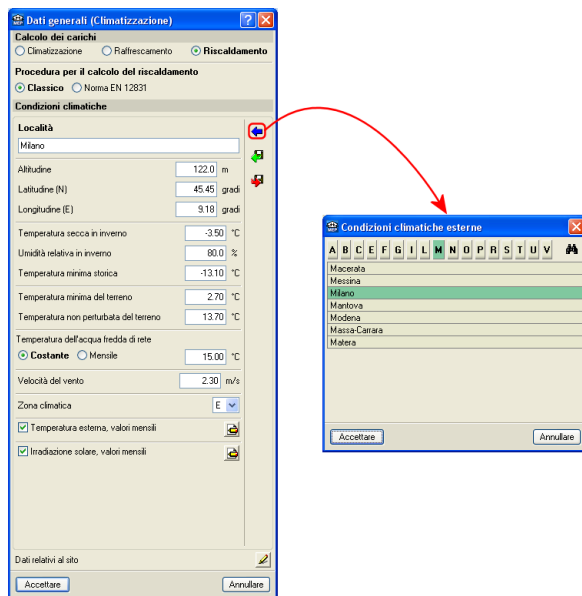 Dati generali (Climatizzazione)
Calcolo dei carichi
Climatizzazione Raffrescamento Riscaldamento
Procedura per il calcolo del riscaldamento
Classico Norma EN 12831
Condizioni climatiche
Località
Milano
Altitudine 122.0 m
Latitudine (N) 45.45 gradi
Longitudine (E) 9.18 gradi
Temperatura secca in inverno -3.50 °C
Umidità relativa in inverno 80.0 %
Temperatura minima storica -13.10 °C
Temperatura minima del terreno 2.70 °C
Temperatura non perturbata del terreno 13.70 °C
Temperatura dell'acqua fredda di rete
Costante Mensile 15.00 °C
Velocità del vento 2.30 m/s
Zona climatica E
Temperatura esterna, valori mensili
Irradiazione solare, valori mensili
Dati relativi al sito
Accettare Annullare
Condizioni climatiche esterne
A B C E F G I L M N O P R S T U V
Macerata
Messina
Milano
Mantova
Modena
Massa-Carrara
Matera
Accettare Annullare